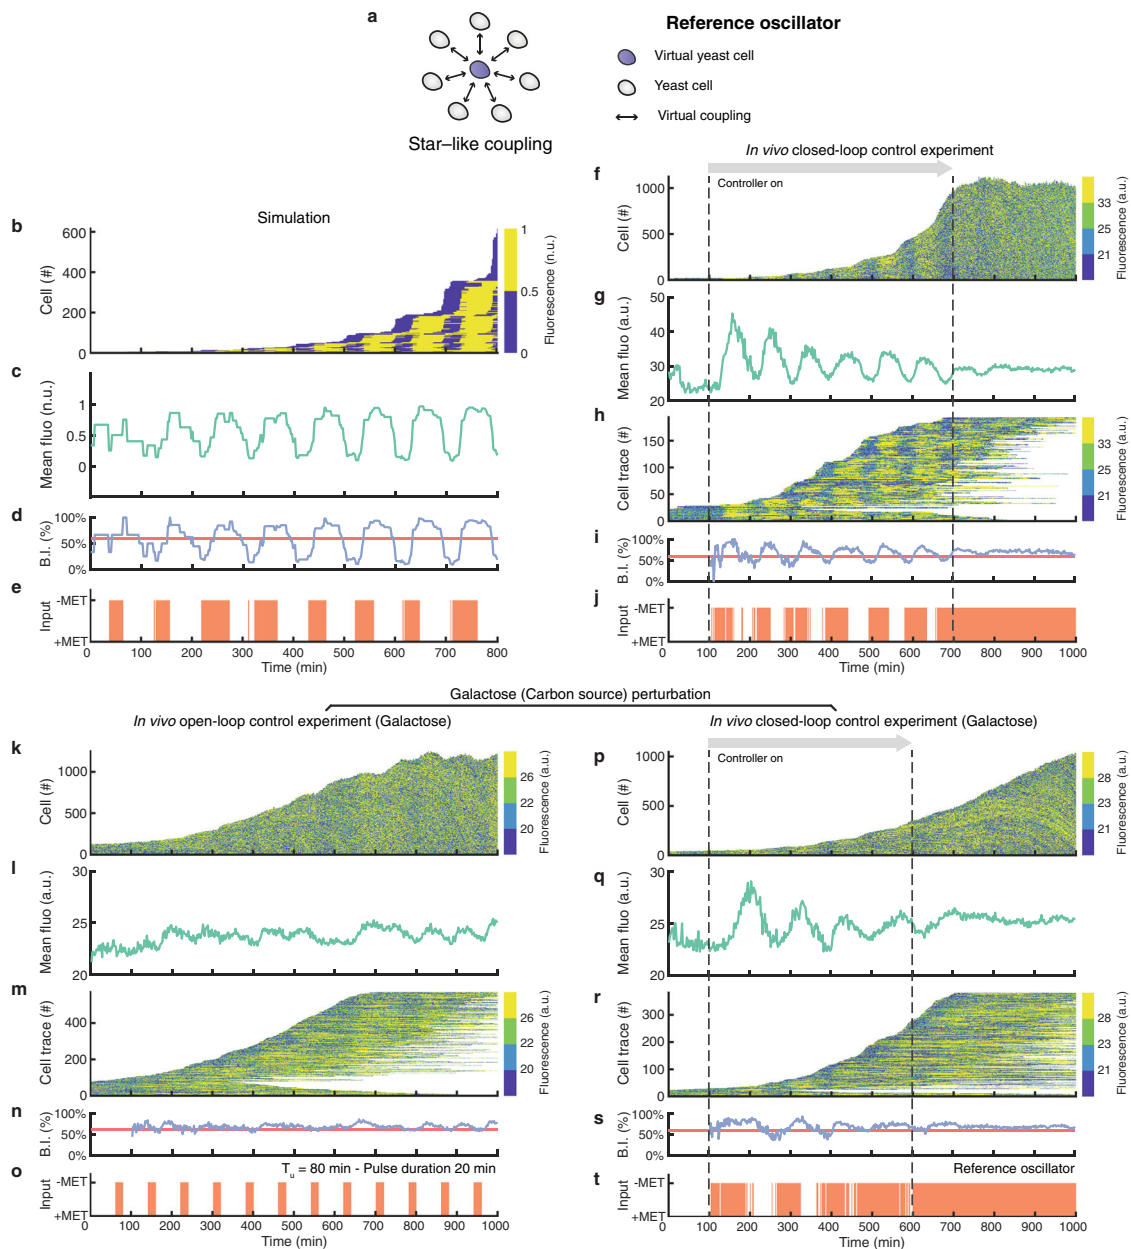 a
Star–like coupling
Reference oscillator
Virtual yeast cell
Yeast cell
Virtual coupling
Simulation
b
Cell (#)
600
400
200
0
1
0.5
0
Fluorescence (n.u.)
c
Mean fluo (n.u.)
1
0.5
0
d
B.I. (%)
100%
50%
0%
e
Input
-MET
+MET
0 100 200 300 400 500 600 700 800
Time (min)
In vivo closed-loop control experiment
Controller on
f
Cell (#)
1000
500
0
33
25
21
Fluorescence (a.u.)
g
Mean fluo (a.u.)
50
40
30
20
h
Cell trace (#)
150
100
50
0
33
25
21
Fluorescence (a.u.)
i
B.I. (%)
100%
50%
0%
j
Input
-MET
+MET
0 100 200 300 400 500 600 700 800 1000
Time (min)
Galactose (Carbon source) perturbation
In vivo open-loop control experiment (Galactose)
k
Cell (#)
1000
500
0
26
22
20
Fluorescence (a.u.)
l
Mean fluo (a.u.)
30
25
20
m
Cell trace (#)
400
200
0
26
22
20
Fluorescence (a.u.)
n
B.I. (%)
100%
50%
0%
o
Tu = 80 min - Pulse duration 20 min
Input
-MET
+MET
0 100 200 300 400 500 600 700 800 900 1000
Time (min)
In vivo closed-loop control experiment (Galactose)
Controller on
p
Cell (#)
1000
500
0
28
23
21
Fluorescence (a.u.)
q
Mean fluo (a.u.)
30
25
20
r
Cell trace (#)
300
200
100
0
28
23
21
Fluorescence (a.u.)
s
B.I. (%)
100%
50%
0%
t
Reference oscillator
Input
-MET
+MET
0 100 200 300 400 500 600 700 800 900 1000
Time (min)